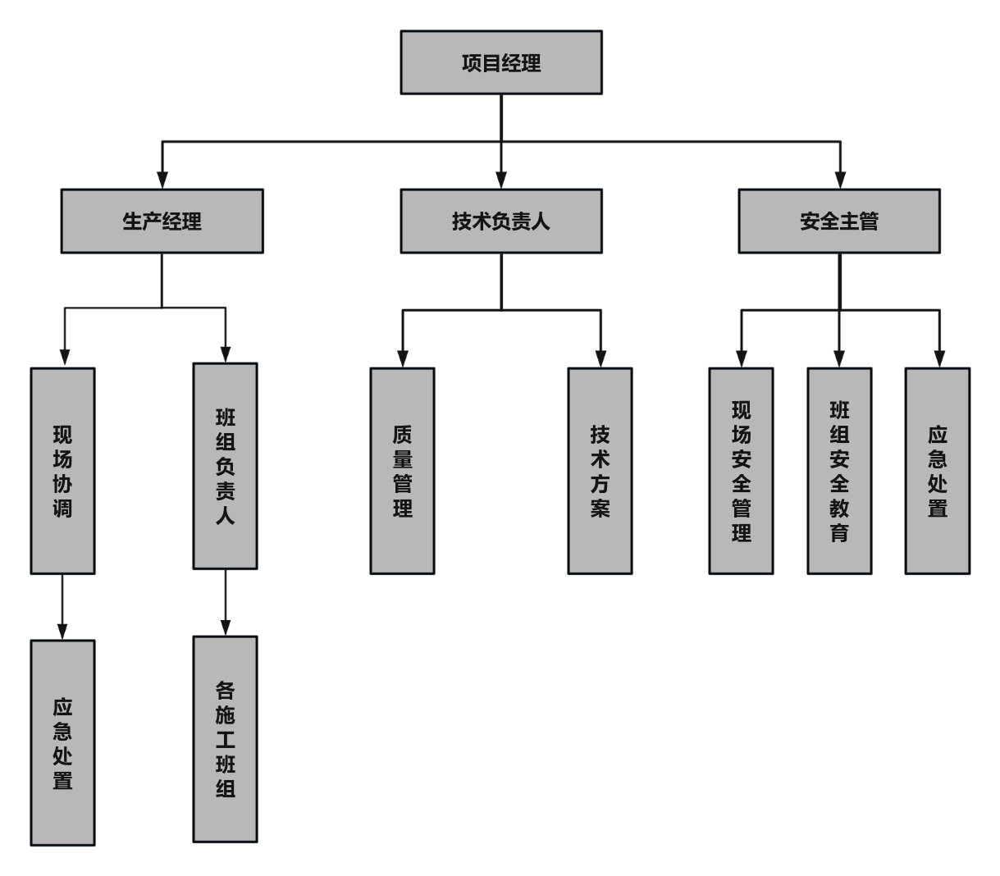 项目经理
生产经理
技术负责人
安全主管
现场协调
班组负责人
质量管理
技术方案
现场安全管理
班组安全教育
应急处置
应急处置
各施工班组